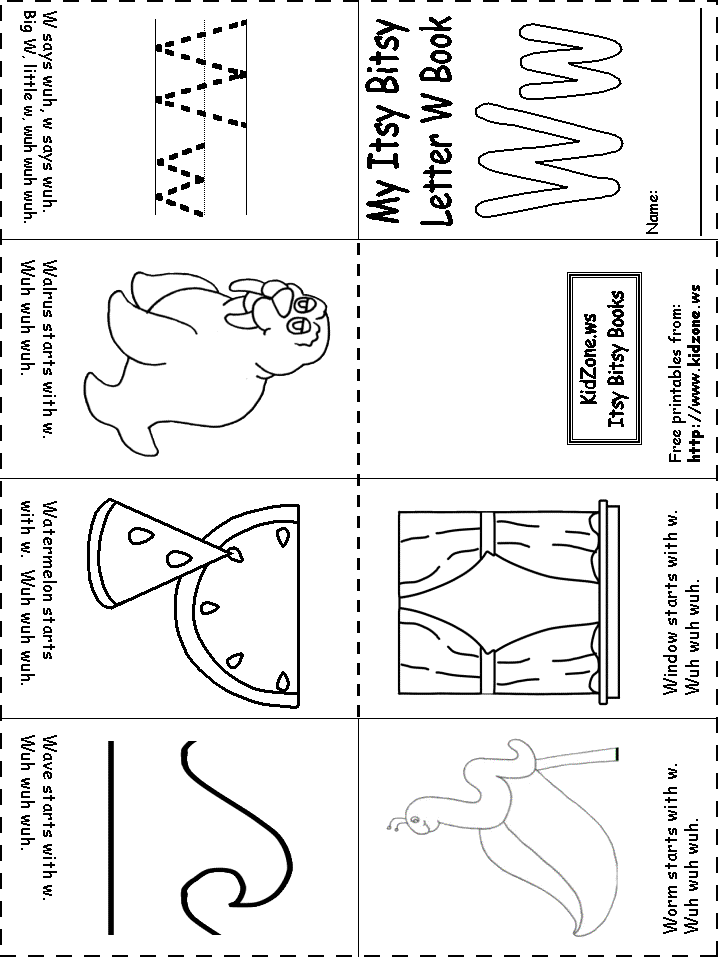 My Itsy Bitsy
Letter W Book
W w
Name:
W w
W says wuh, w says wuh.
Big W, little w, wuh wuh wuh.
Walrus starts with w.
Wuh wuh wuh.
Watermelon starts
with w. Wuh wuh wuh.
Wave starts with w.
Wuh wuh wuh.
Worm starts with w.
Wuh wuh wuh.
Window starts with w.
Wuh wuh wuh.
KidZone.ws
Itsy Bitsy Books
Free printables from:
http://www.kidzone.ws